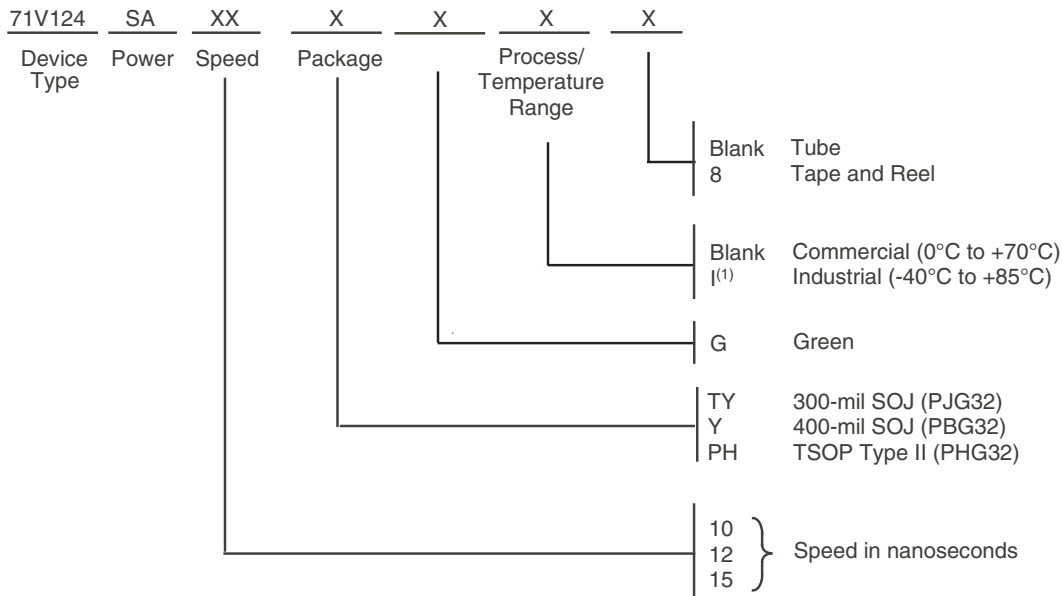 71V124 SA XX X X X X
Device Type Power Speed Package Process/ Temperature Range
Blank Tube
8 Tape and Reel
Blank Commercial (0°C to +70°C)
I(1) Industrial (-40°C to +85°C)
G Green
TY 300-mil SOJ (PJG32)
Y 400-mil SOJ (PBG32)
PH TSOP Type II (PHG32)
10
12 Speed in nanoseconds
15